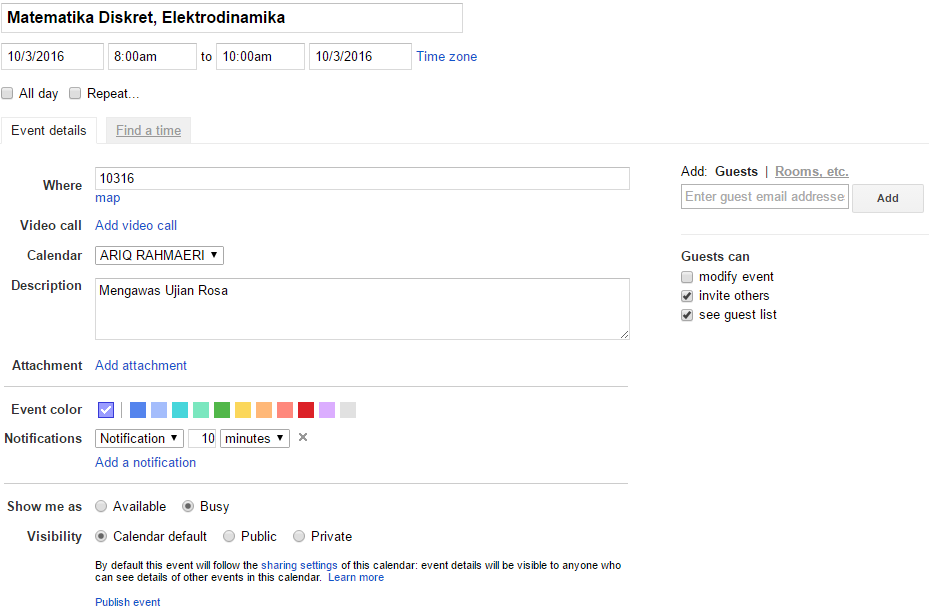 Matematika Diskret, Elektrodinamika
10/3/2016 8:00am to 10:00am 10/3/2016 Time zone
All day Repeat...
Event details Find a time
Where 10316
map
Video call Add video call
Calendar ARIQ RAHMAERI
Description Mengawas Ujian Rosa
Attachment Add attachment
Event color
Notifications Notification 10 minutes
Add a notification
Show me as Available Busy
Visibility Calendar default Public Private
By default this event will follow the sharing settings of this calendar: event details will be visible to anyone who
can see details of other events in this calendar. Learn more
Publish event
Add: Guests | Rooms, etc.
Enter guest email addresse Add
Guests can
modify event
invite others
see guest list